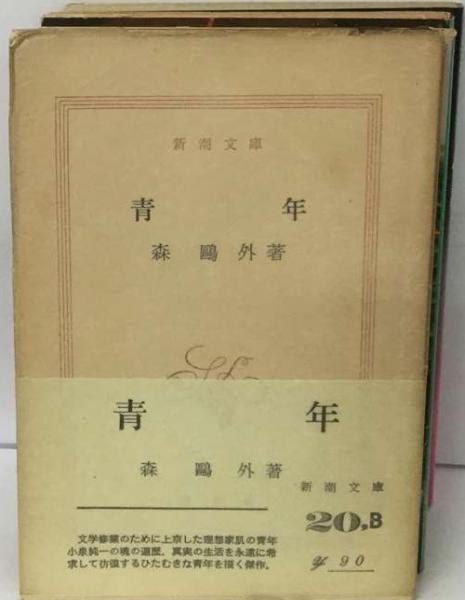 新潮文庫
青年
森鷗外著
青年
森鷗外著
新潮文庫
20,B
文学修業のために上京した理想家肌の青年
小泉純一の魂の遍歴、真実の生活を永遠に希
求して彷徨するひたむきな青年を描く傑作。
¥90